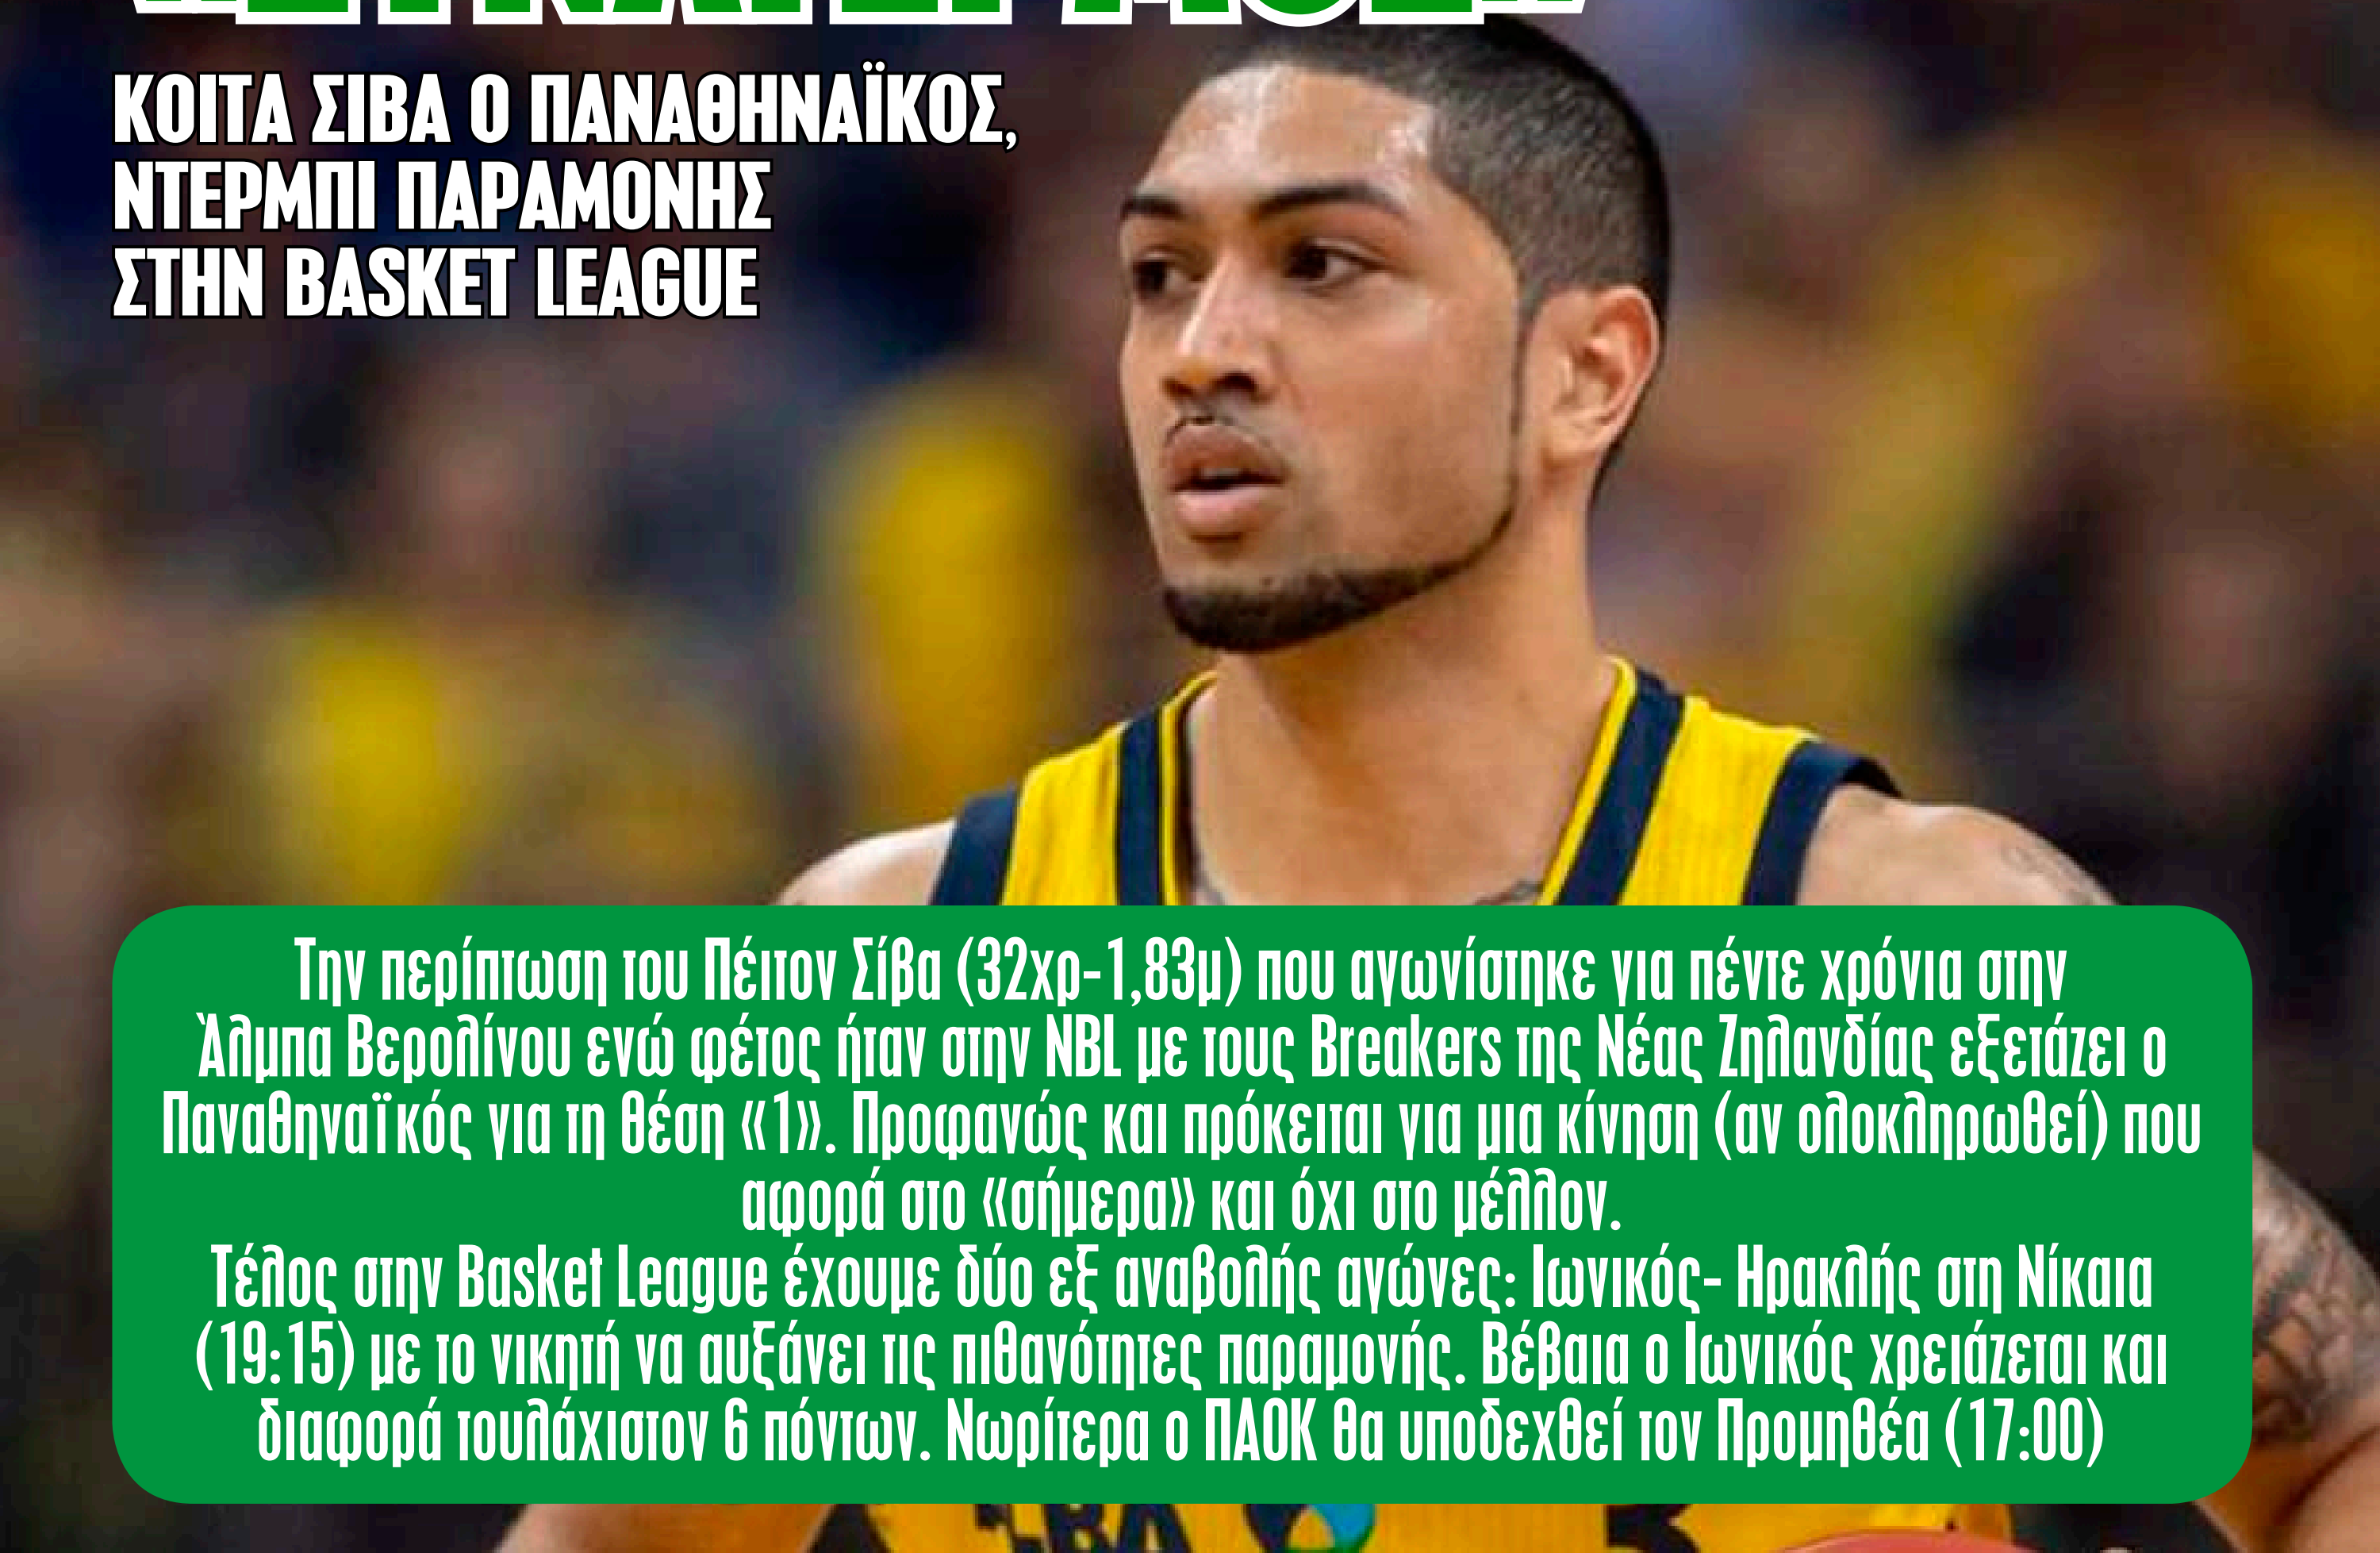 ΚΟΙΤΑ ΣΙΒΑ Ο ΠΑΝΑΘΗΝΑΪΚΟΣ,
ΝΤΕΡΜΠΙ ΠΑΡΑΜΟΝΗΣ
ΣΤΗΝ BASKET LEAGUE
Την περίπτωση του Πέιτον Σίβα (32χρ-1,83μ) που αγωνίστηκε για πέντε χρόνια στην
Ὰλμπα Βερολίνου ενώ φέτος ήταν στην NBL με τους Breakers της Νέας Ζηλανδίας εξετάζει ο
Παναθηναϊκός για τη θέση «1». Προφανώς και πρόκειται για μια κίνηση (αν ολοκληρωθεί) που
αφορά στο «σήμερα» και όχι στο μέλλον.
Τέλος στην Basket League έχουμε δύο εξ αναβολής αγώνες: Ιωνικός- Ηρακλής στη Νίκαια
(19:15) με το νικητή να αυξάνει τις πιθανότητες παραμονής. Βέβαια ο Ιωνικός χρειάζεται και
διαφορά τουλάχιστον 6 πόντων. Νωρίτερα ο ΠΑΟΚ θα υποδεχθεί τον Προμηθέα (17:00)